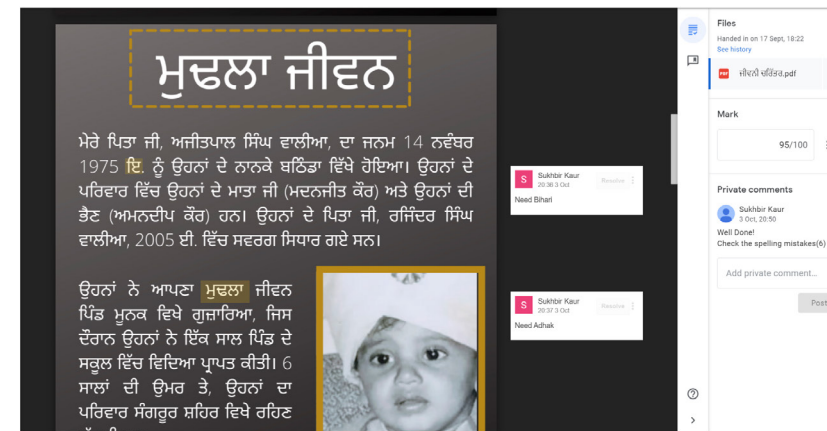 ਮੁਢਲਾ ਜੀਵਨ
ਮੇਰੇ ਪਿਤਾ ਜੀ, ਅਜੀਤਪਾਲ ਸਿੰਘ ਵਾਲੀਆ, ਦਾ ਜਨਮ 14 ਨਵੰਬਰ
1975 ਇ. ਨੂੰ ਉਹਨਾਂ ਦੇ ਨਾਨਕੇ ਬਠਿੰਡਾ ਵਿੱਖੇ ਹੋਇਆ। ਉਹਨਾਂ ਦੇ
ਪਰਿਵਾਰ ਵਿੱਚ ਉਹਨਾਂ ਦੇ ਮਾਤਾ ਜੀ (ਮਦਨਜੀਤ ਕੌਰ) ਅਤੇ ਉਹਨਾਂ ਦੀ
ਭੈਣ (ਅਮਨਦੀਪ ਕੌਰ) ਹਨ। ਉਹਨਾਂ ਦੇ ਪਿਤਾ ਜੀ, ਰਜਿੰਦਰ ਸਿੰਘ
ਵਾਲੀਆ, 2005 ਈ. ਵਿੱਚ ਸਵਰਗ ਸਿਧਾਰ ਗਏ ਸਨ।
ਉਹਨਾਂ ਨੇ ਆਪਣਾ ਮੁਢਲਾ ਜੀਵਨ
ਪਿੰਡ ਮੂਨਕ ਵਿਖੇ ਗੁਜ਼ਾਰਿਆ, ਜਿਸ
ਦੌਰਾਨ ਉਹਨਾਂ ਨੇ ਇੱਕ ਸਾਲ ਪਿੰਡ ਦੇ
ਸਕੂਲ ਵਿੱਚ ਵਿਦਿਆ ਪ੍ਰਾਪਤ ਕੀਤੀ। 6
ਸਾਲਾਂ ਦੀ ਉਮਰ ਤੇ, ਉਹਨਾਂ ਦਾ
ਪਰਿਵਾਰ ਸੰਗਰੂਰ ਸ਼ਹਿਰ ਵਿਖੇ ਰਹਿਣ
S Sukhbir Kaur Resolve
20:36 3 Oct
Need Bihari
S Sukhbir Kaur Resolve
20:37 3 Oct
Need Adhak
Files
Handed in on 17 Sept, 18:22
See history
PDF ਜੀਵਨੀ ਚਰਿੱਤਰ.pdf
Mark
95/100
Private comments
Sukhbir Kaur
3 Oct, 20:50
Well Done!
Check the spelling mistakes(6)
Add private comment...
Post